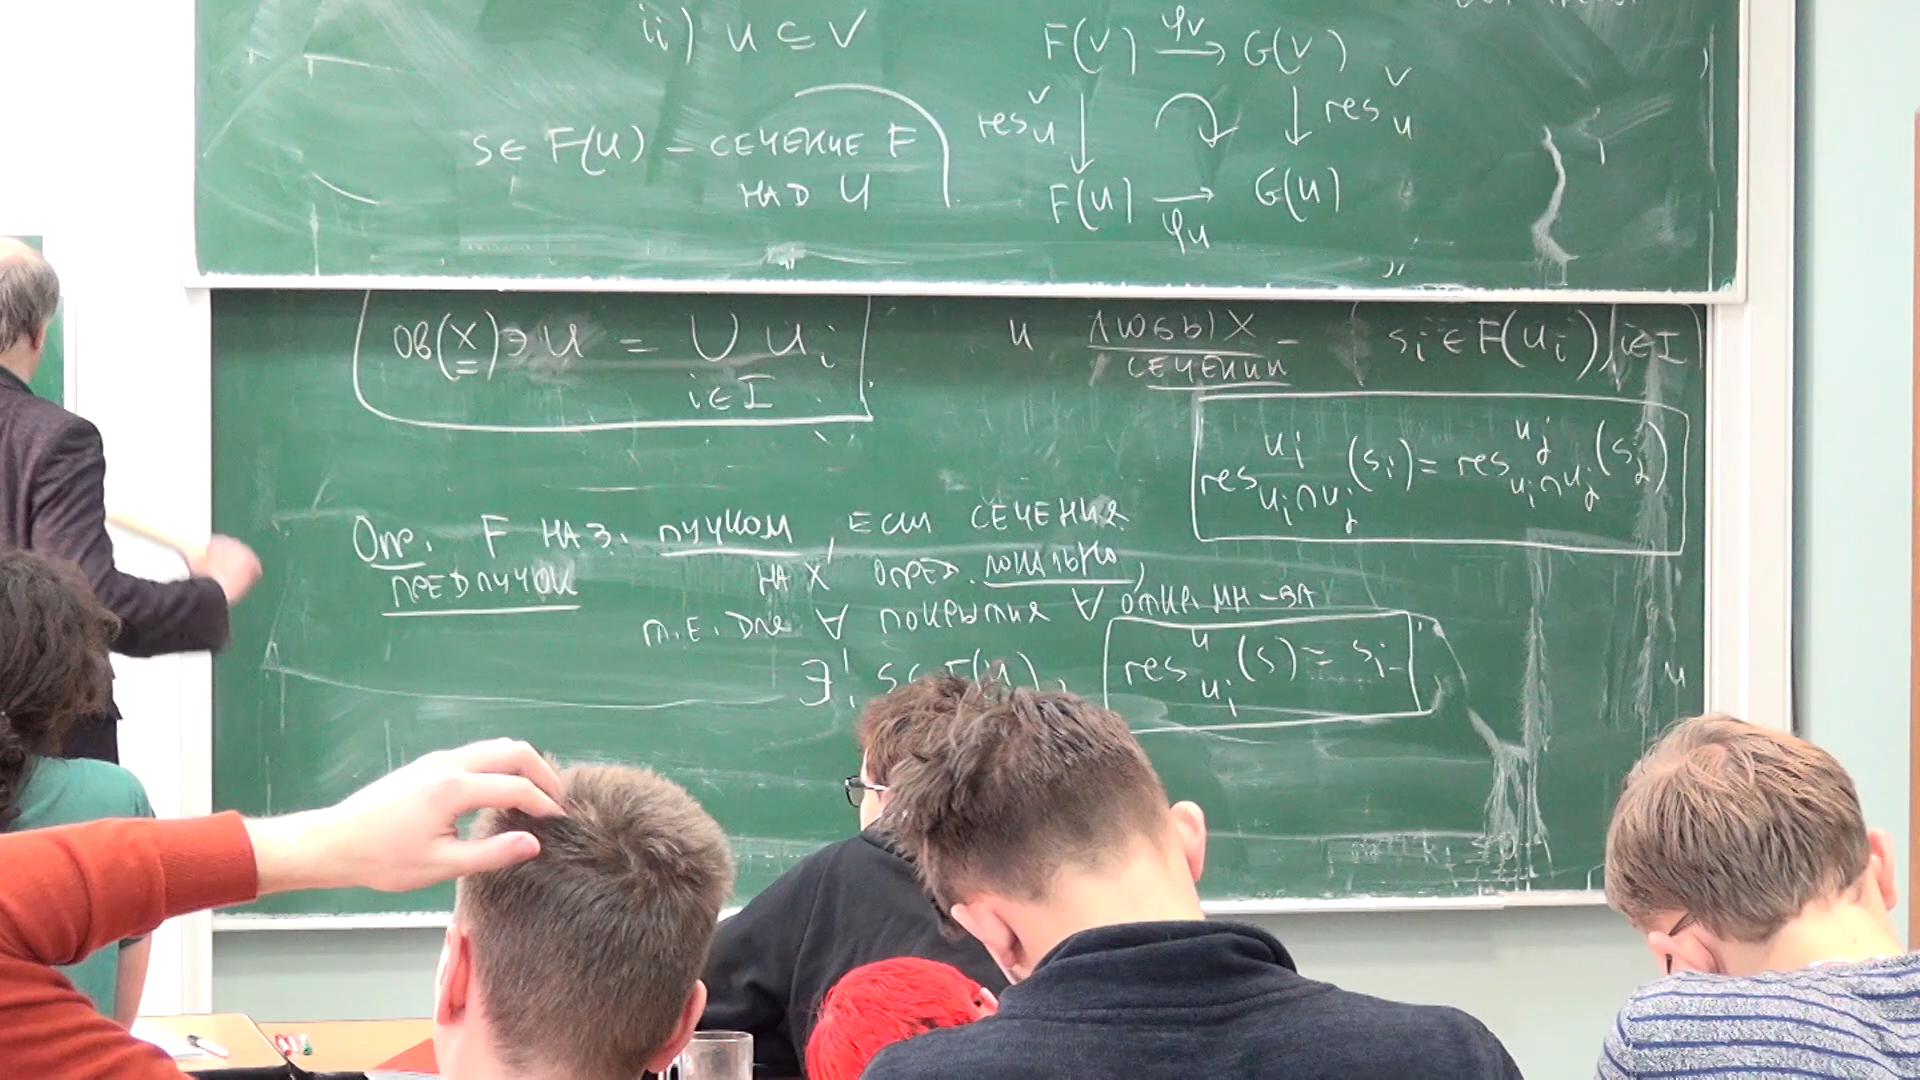 ii) U ⊆ V
F(V) φ_V → G(V)
res^V_U ↓ ↓ res^V_U
s ∈ F(U) – СЕЧЕНИЕ F
НАД U
F(U) → φ_U G(U)
ОВ(X) ∋ U = ∪ U_i
i ∈ I
И ЛЮБЫХ –
СЕЧЕНИЙ
s_i ∈ F(U_i) | i ∈ I
res^{U_i}_{U_i ∩ U_j} (s_i) = res^{U_j}_{U_i ∩ U_j} (s_j)
Опр. F НАЗ. ПУЧКОМ, ЕСЛИ СЕЧЕНИЯ
ПРЕДПУЧОК НА X ОПРЕД. ЛОКАЛЬНО,
Т.Е. ДЛЯ ∀ ПОКРЫТИЯ ∀ ОТКР. МН-ВА
∃! s ∈ F(U), res^U_{U_i} (s) = s_i
И